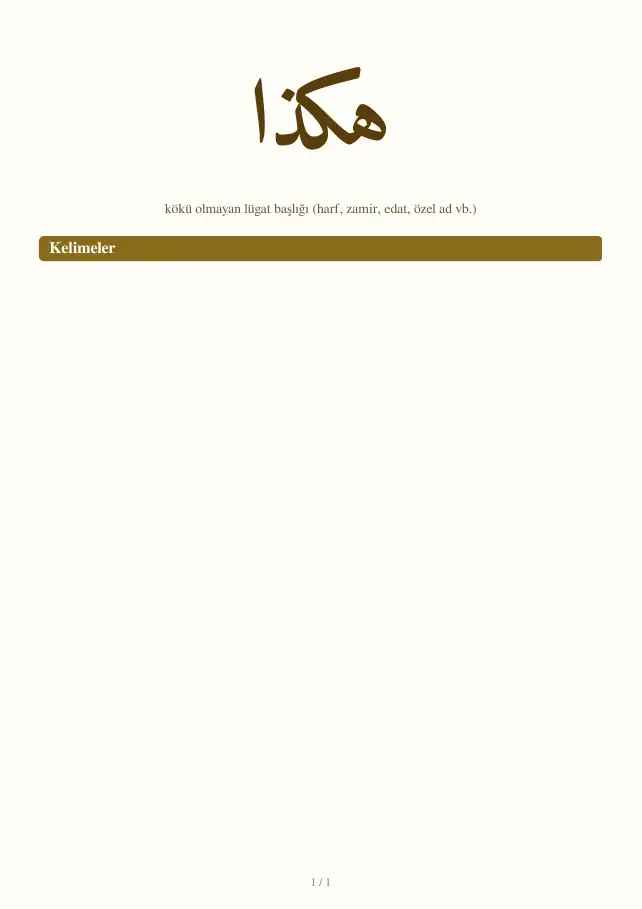 هكذا
kökü olmayan lügat başlığı (harf, zamir, edat, özel ad vb.)
Kelimeler
1 / 1